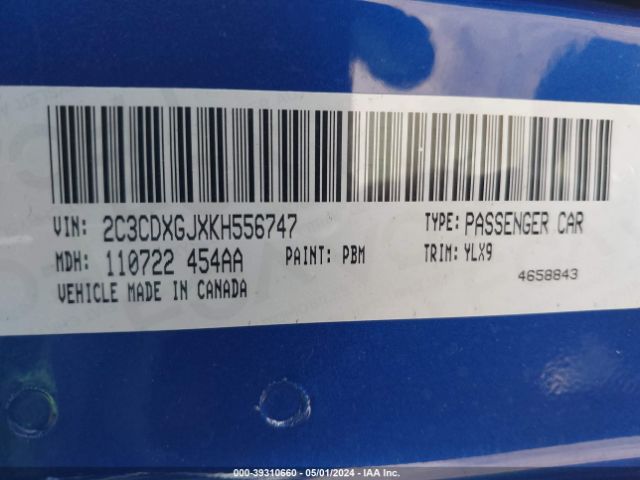 VIN: 2C3CDXGJXKH556747 TYPE: PASSENGER CAR
MDH: 110722 454AA PAINT: PBM TRIM: YLX9
4658843
VEHICLE MADE IN CANADA
000-39310660 - 05/01/2024 - IAA Inc.